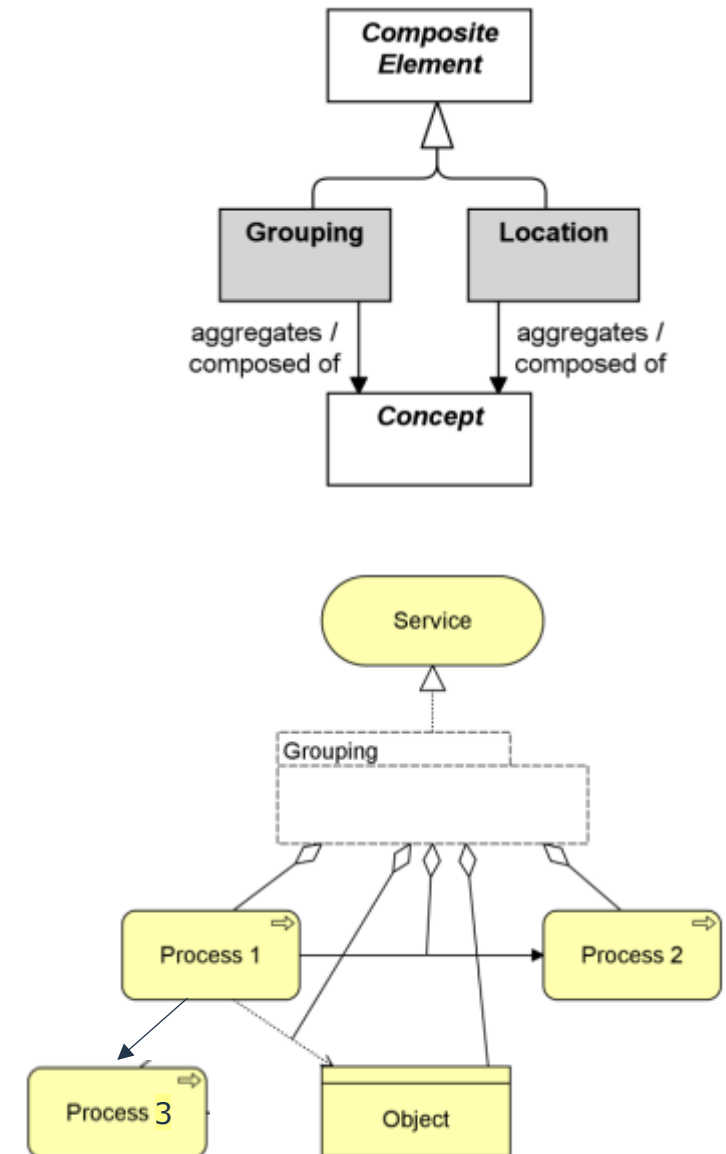 Composite
Element
Grouping
Location
aggregates /
composed of
aggregates /
composed of
Concept
Service
Grouping
Process 1
Process 2
Process 3
Object